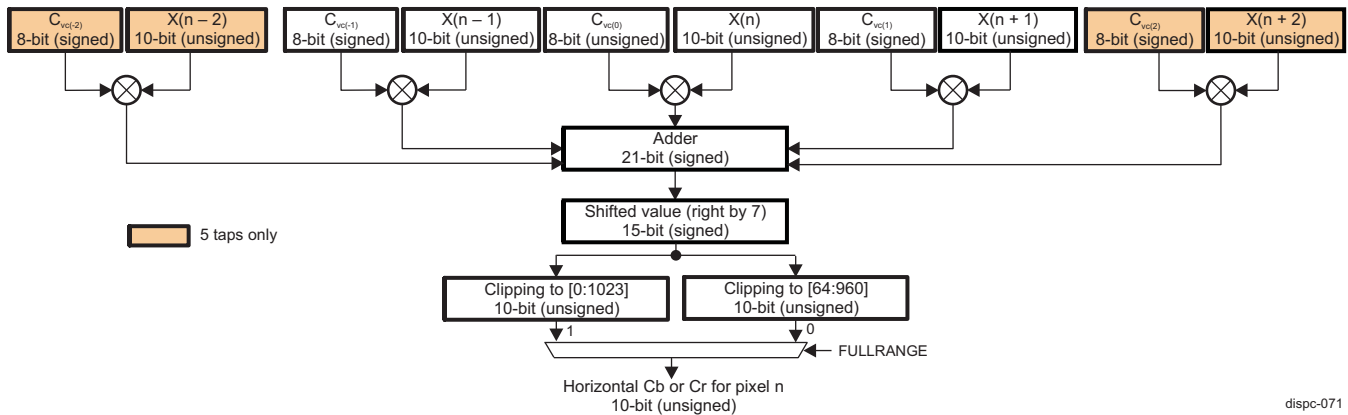 C_vc(-2)
8-bit (signed)
X(n – 2)
10-bit (unsigned)
C_vc(-1)
8-bit (signed)
X(n – 1)
10-bit (unsigned)
C_vc(0)
8-bit (unsigned)
X(n)
10-bit (unsigned)
C_vc(1)
8-bit (signed)
X(n + 1)
10-bit (unsigned)
C_vc(2)
8-bit (signed)
X(n + 2)
10-bit (unsigned)
Adder
21-bit (signed)
Shifted value (right by 7)
15-bit (signed)
5 taps only
Clipping to [0:1023]
10-bit (unsigned)
Clipping to [64:960]
10-bit (unsigned)
1
0
FULLRANGE
Horizontal Cb or Cr for pixel n
10-bit (unsigned)
dispc-071